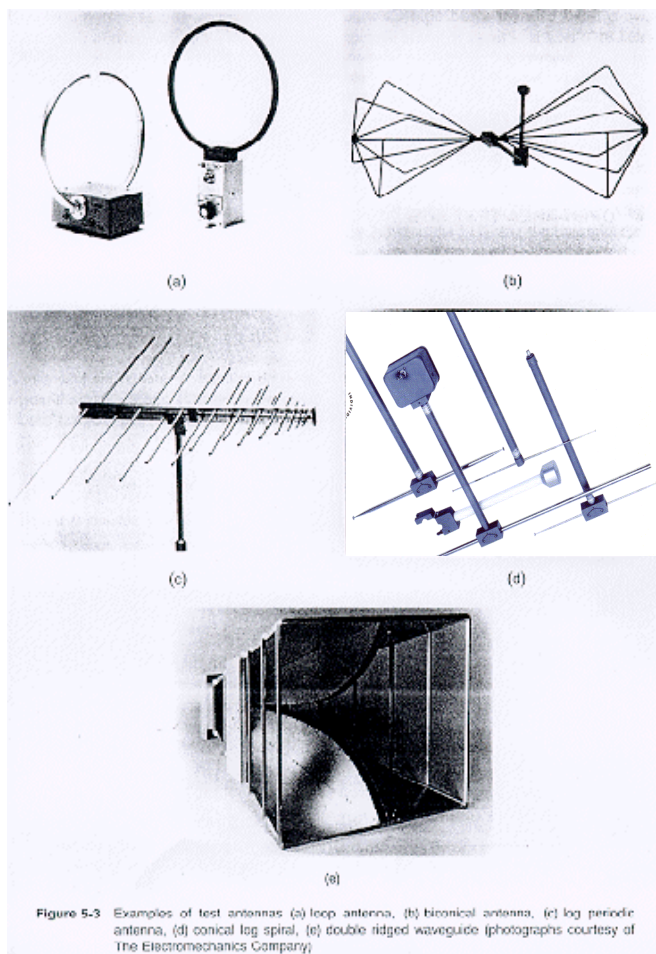 (a)
(b)
(c)
(d)
(e)
Figure 5-3 Examples of test antennas (a) loop antenna, (b) biconical antenna, (c) log periodic
antenna, (d) conical log spiral, (e) double ridged waveguide (photographs courtesy of
The Electromechanics Company)